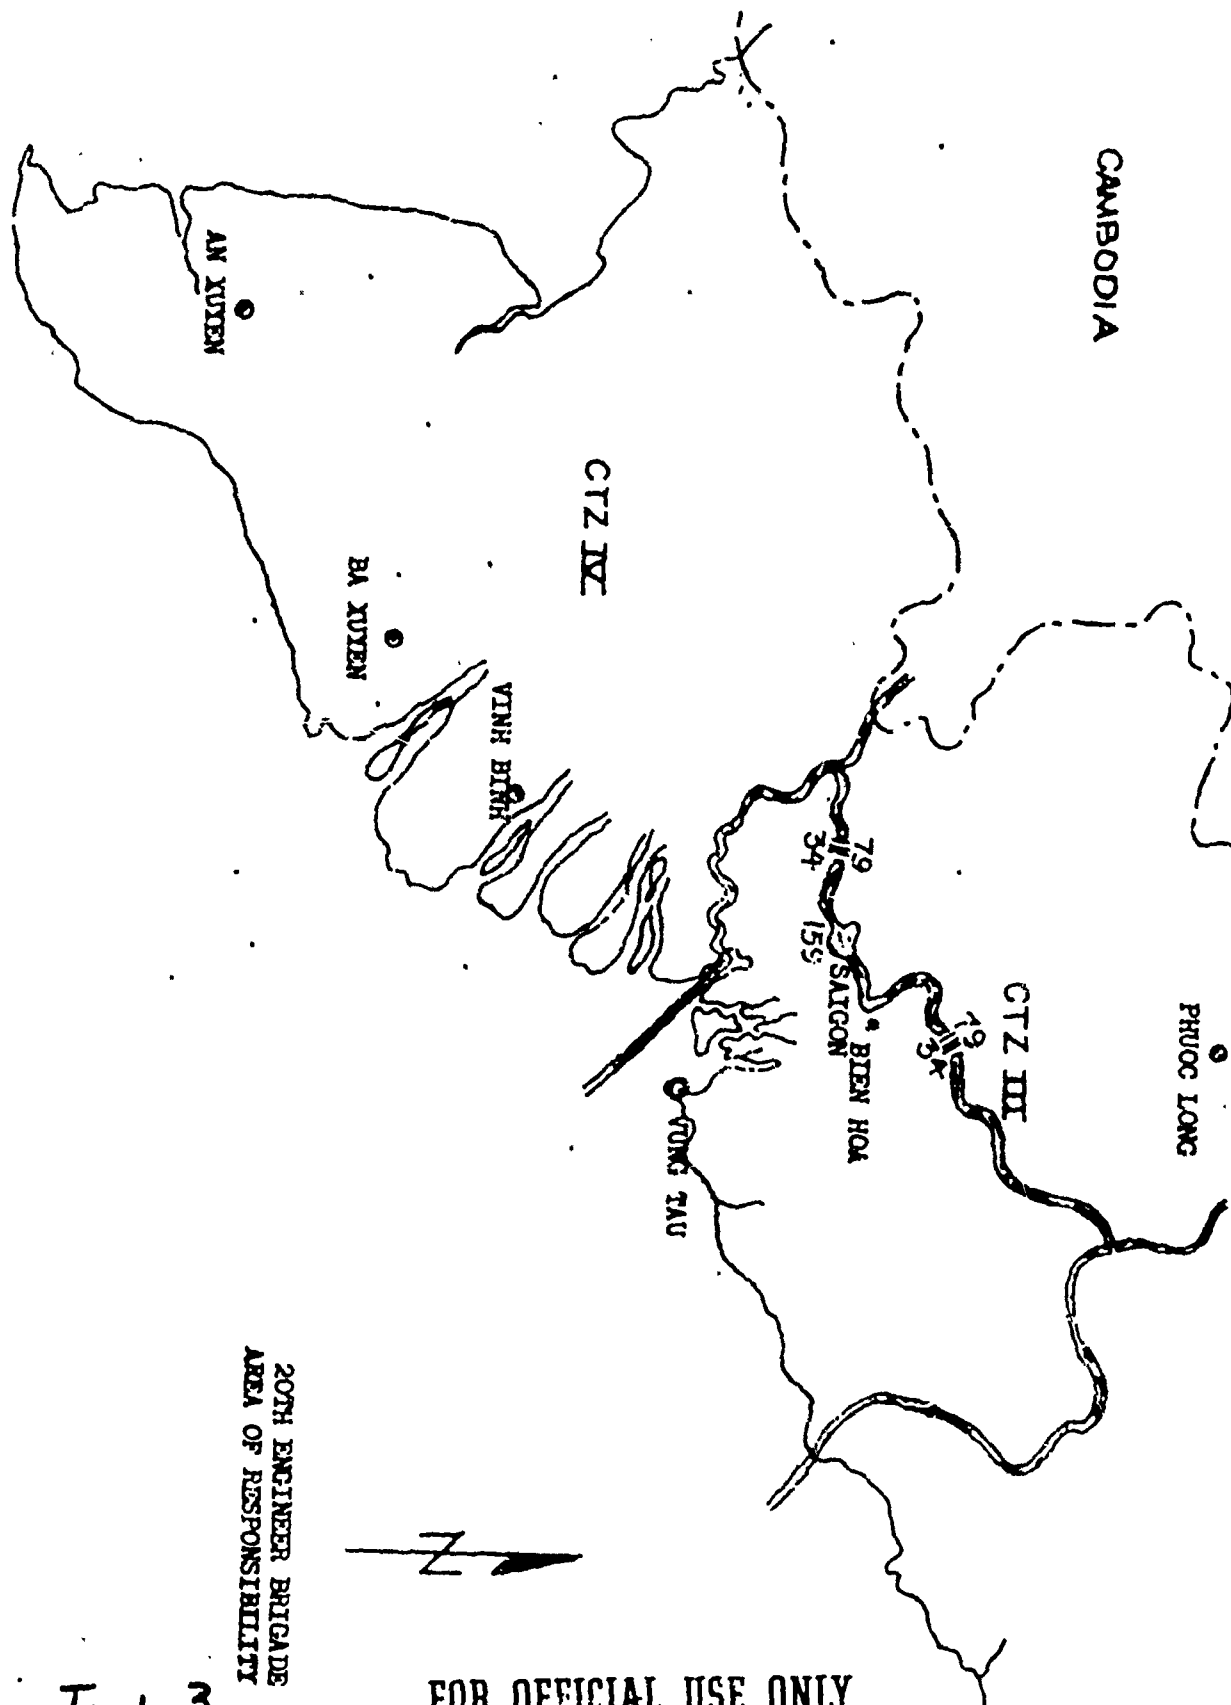 CAMBODIA
PHUOC LONG
CTZ III
79
34
BIEN HOA
79
34
SAIGON
159
CTZ IV
VUNG TAU
VINH BINH
BA XUYEN
AN XUYEN
N
20TH ENGINEER BRIGADE
AREA OF RESPONSIBILITY
FOR OFFICIAL USE ONLY